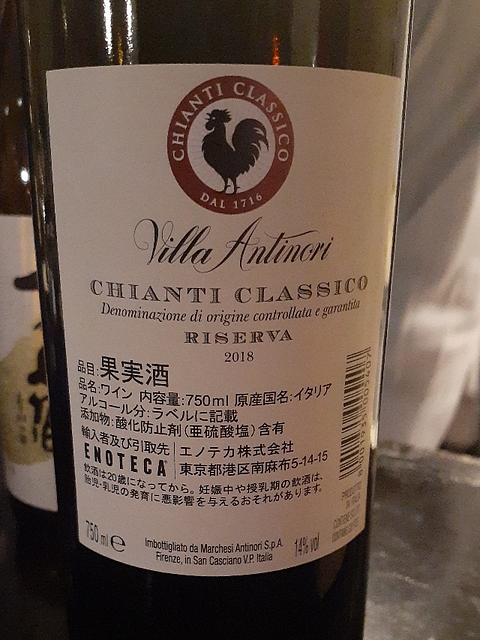 CHIANTI CLASSICO
DAL 1716
Villa Antinori
CHIANTI CLASSICO
Denominazione di origine controllata e garantita
RISERVA
2018
品目:果実酒
品名:ワイン 内容量:750ml 原産国名:イタリア
アルコール分:ラベルに記載
添加物:酸化防止剤(亜硫酸塩)含有
輸入者及び引取先
ENOTECA
エノテカ株式会社
東京都港区南麻布5-14-15
飲酒は20歳になってから。妊娠中や授乳期の飲酒は、
胎児・乳児の発育に悪影響を与えるおそれがあります。
750 ml e
Imbottigliato da Marchesi Antinori S.p.A.
Firenze, in San Casciano V.P. Italia
14% vol